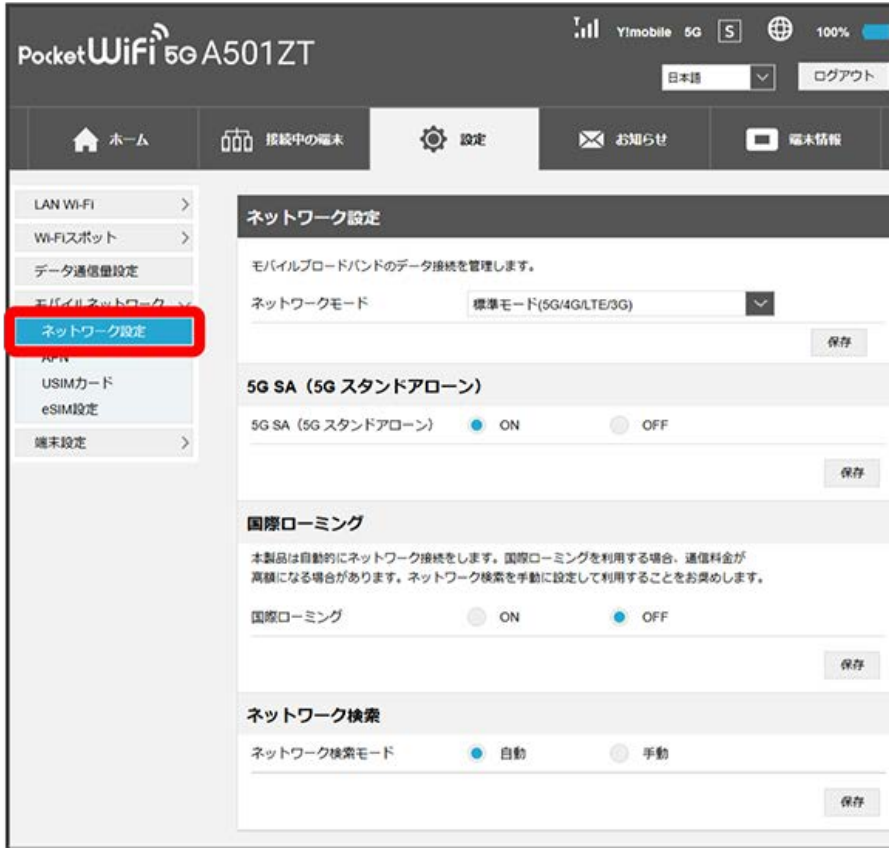 Pocket WiFi 5G A501ZT
Y!mobile 5G S 100%
日本語 ログアウト
ホーム 接続中の端末 設定 お知らせ 端末情報
LAN Wi-Fi
Wi-Fiスポット
データ通信量設定
モバイルネットワーク
ネットワーク設定
APN
USIMカード
eSIM設定
端末設定
ネットワーク設定
モバイルブロードバンドのデータ接続を管理します。
ネットワークモード 標準モード(5G/4G/LTE/3G)
保存
5G SA（5G スタンドアローン）
5G SA（5G スタンドアローン） ON OFF
保存
国際ローミング
本製品は自動的にネットワーク接続をします。国際ローミングを利用する場合、通信料金が
高額になる場合があります。ネットワーク検索を手動に設定して利用することをお奨めします。
国際ローミング ON OFF
保存
ネットワーク検索
ネットワーク検索モード 自動 手動
保存